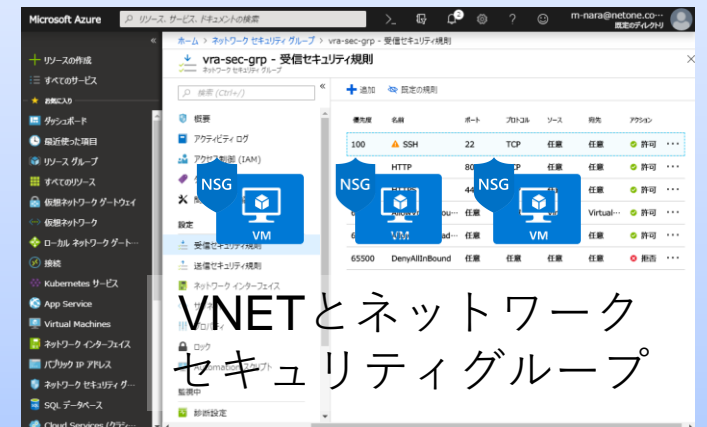 Microsoft Azure
リソース、サービス、ドキュメントの検索
m-nara@netone.co…
既定のディレクトリ
リソースの作成
すべてのサービス
お気に入り
ダッシュボード
最近使った項目
リソース グループ
すべてのリソース
仮想ネットワーク ゲートウェイ
仮想ネットワーク
ローカル ネットワーク ゲート…
接続
Kubernetes サービス
App Service
Virtual Machines
ネットワーク インターフェイス
パブリック IP アドレス
ネットワーク セキュリティ グ…
SQL データベース
Cloud Services (クラシ…
ホーム > ネットワーク セキュリティ グループ > vra-sec-grp - 受信セキュリティ規則
vra-sec-grp - 受信セキュリティ規則
ネットワーク セキュリティ グループ
検索 (Ctrl+/)
概要
アクティビティ ログ
アクセス制御 (IAM)
設定
受信セキュリティ規則
送信セキュリティ規則
ネットワーク インターフェイス
プロパティ
ロック
Automation スクリプト
監視中
診断設定
追加 既定の規則
優先度 名前 ポート プロトコル ソース 宛先 アクション
100 SSH 22 TCP 任意 任意 許可 …
HTTP 80 任意 任意 許可 …
任意 任意 許可 …
任意 Virtual… 許可 …
任意 任意 許可 …
65500 DenyAllInBound 任意 任意 任意 任意 拒否 …
NSG NSG NSG
VM VM VM
VNETとネットワーク
セキュリティグループ